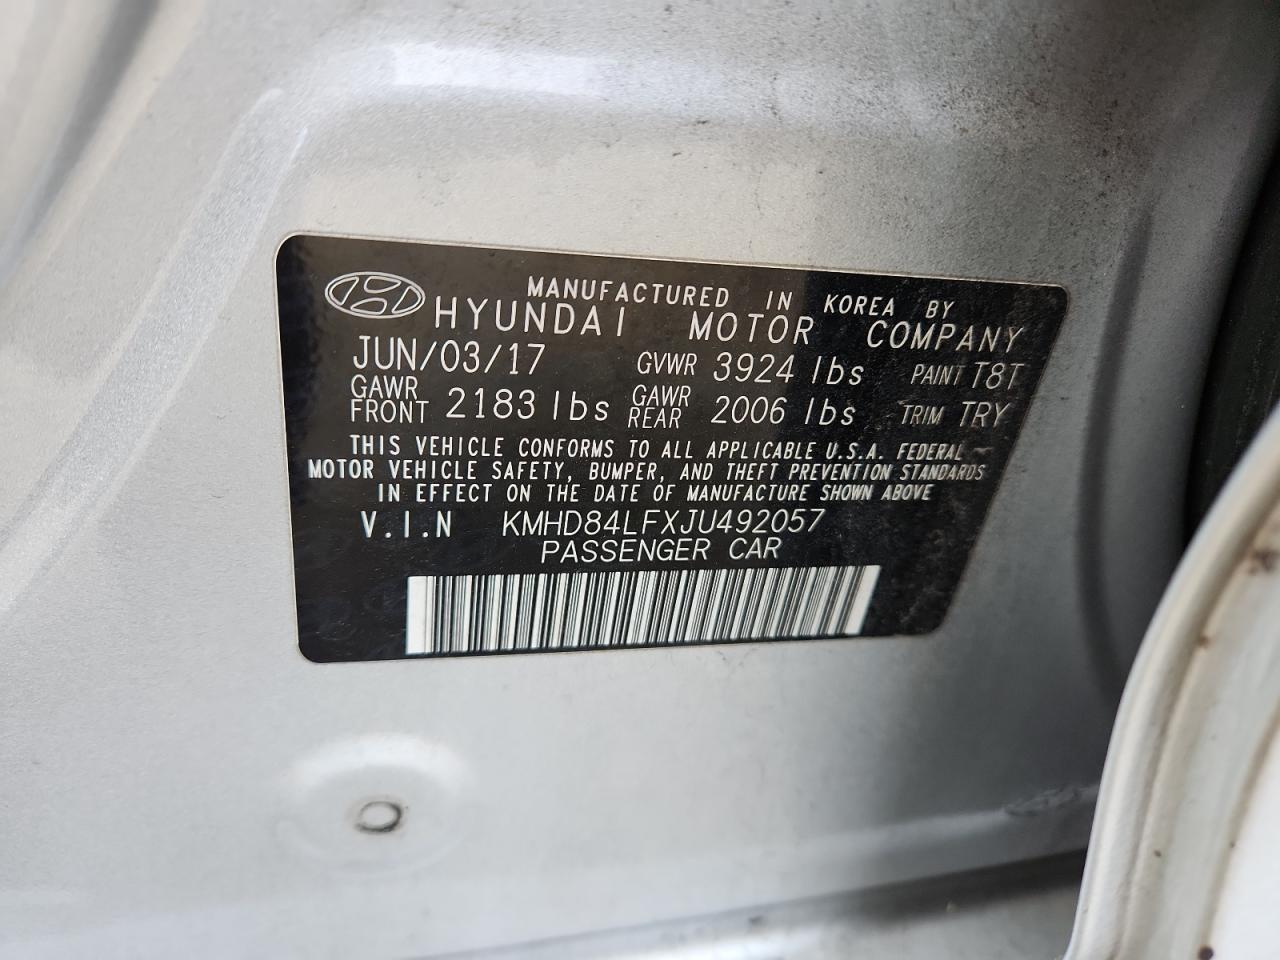 MANUFACTURED IN KOREA BY
HYUNDAI MOTOR COMPANY
JUN/03/17 GVWR 3924 lbs PAINT T8T
GAWR FRONT 2183 lbs GAWR REAR 2006 lbs TRIM TRY
THIS VEHICLE CONFORMS TO ALL APPLICABLE U.S.A. FEDERAL
MOTOR VEHICLE SAFETY, BUMPER, AND THEFT PREVENTION STANDARDS
IN EFFECT ON THE DATE OF MANUFACTURE SHOWN ABOVE
V.I.N KMHD84LFXJU492057
PASSENGER CAR